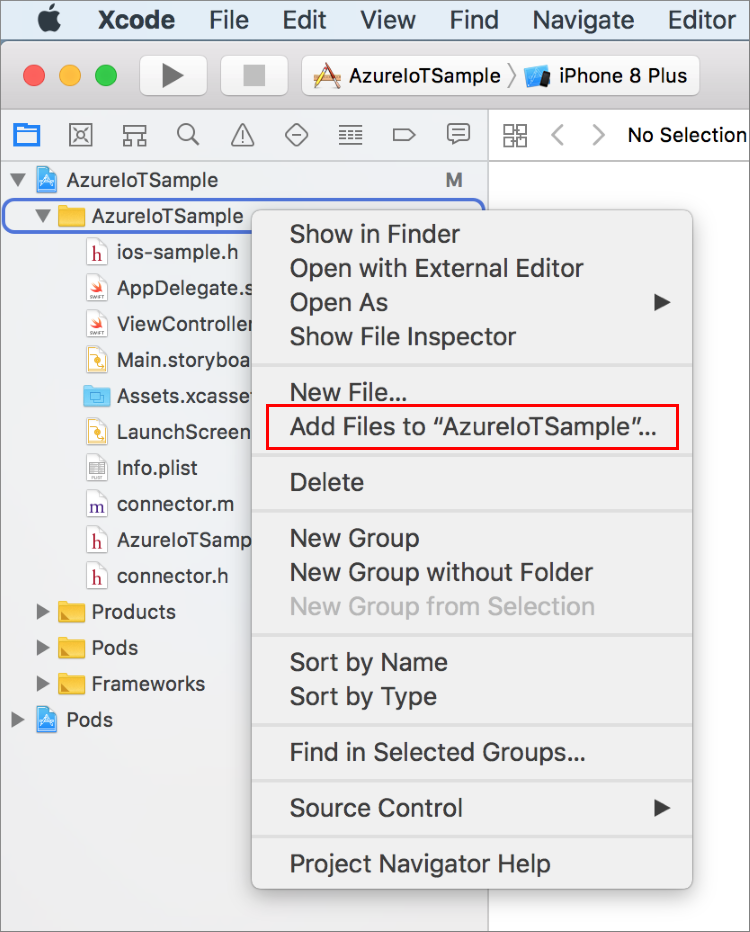 Xcode File Edit View Find Navigate Editor
AzureIoTSample iPhone 8 Plus
No Selection
AzureIoTSample M
AzureIoTSample
ios-sample.h
AppDelegate.s
ViewController
Main.storyboa
Assets.xcasset
LaunchScreen
Info.plist
connector.m
AzureIoTSamp
connector.h
Products
Pods
Frameworks
Pods
Show in Finder
Open with External Editor
Open As
Show File Inspector
New File...
Add Files to “AzureIoTSample”...
Delete
New Group
New Group without Folder
New Group from Selection
Sort by Name
Sort by Type
Find in Selected Groups...
Source Control
Project Navigator Help